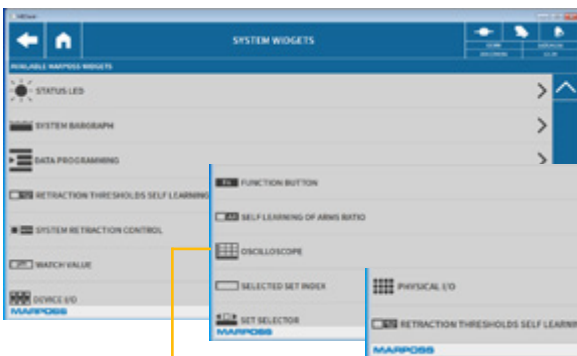 SYSTEM WIDGETS
AVAILABLE MARPOSS WIDGETS
STATUS LED
SYSTEM BARGRAPH
DATA PROGRAMMING
RETRACTION THRESHOLDS SELF LEARNING
SYSTEM RETRACTION CONTROL
WATCH VALUE
DEVICE I/O
MARPOSS
FUNCTION BUTTON
SELF LEARNING OF ARMS RATIO
OSCILLOSCOPE
SELECTED SET INDEX
SET SELECTOR
MARPOSS
PHYSICAL I/O
RETRACTION THRESHOLDS SELF LEARNIN
MARPOSS